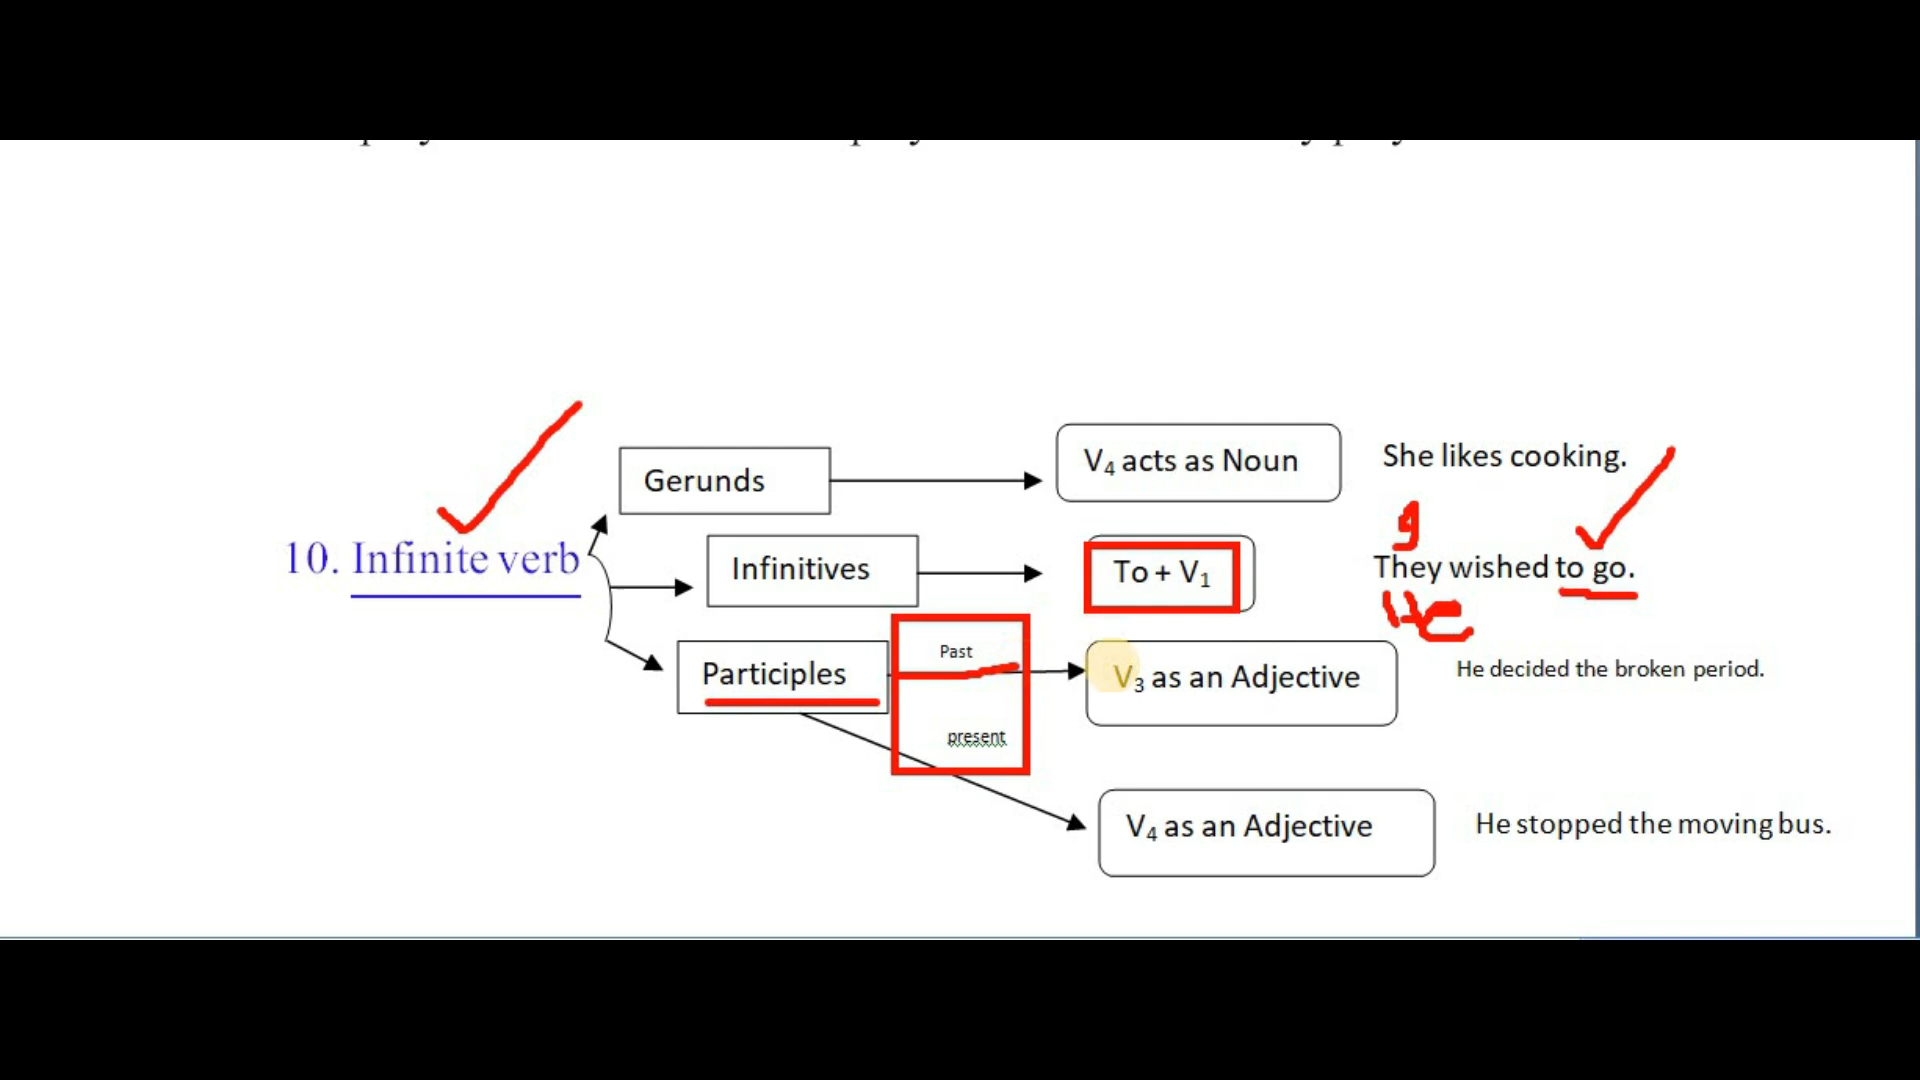 Gerunds
V₄ acts as Noun
She likes cooking.
10. Infinite verb
Infinitives
To + V₁
They wished to go.
He
Participles
Past
present
V₃ as an Adjective
He decided the broken period.
V₄ as an Adjective
He stopped the moving bus.